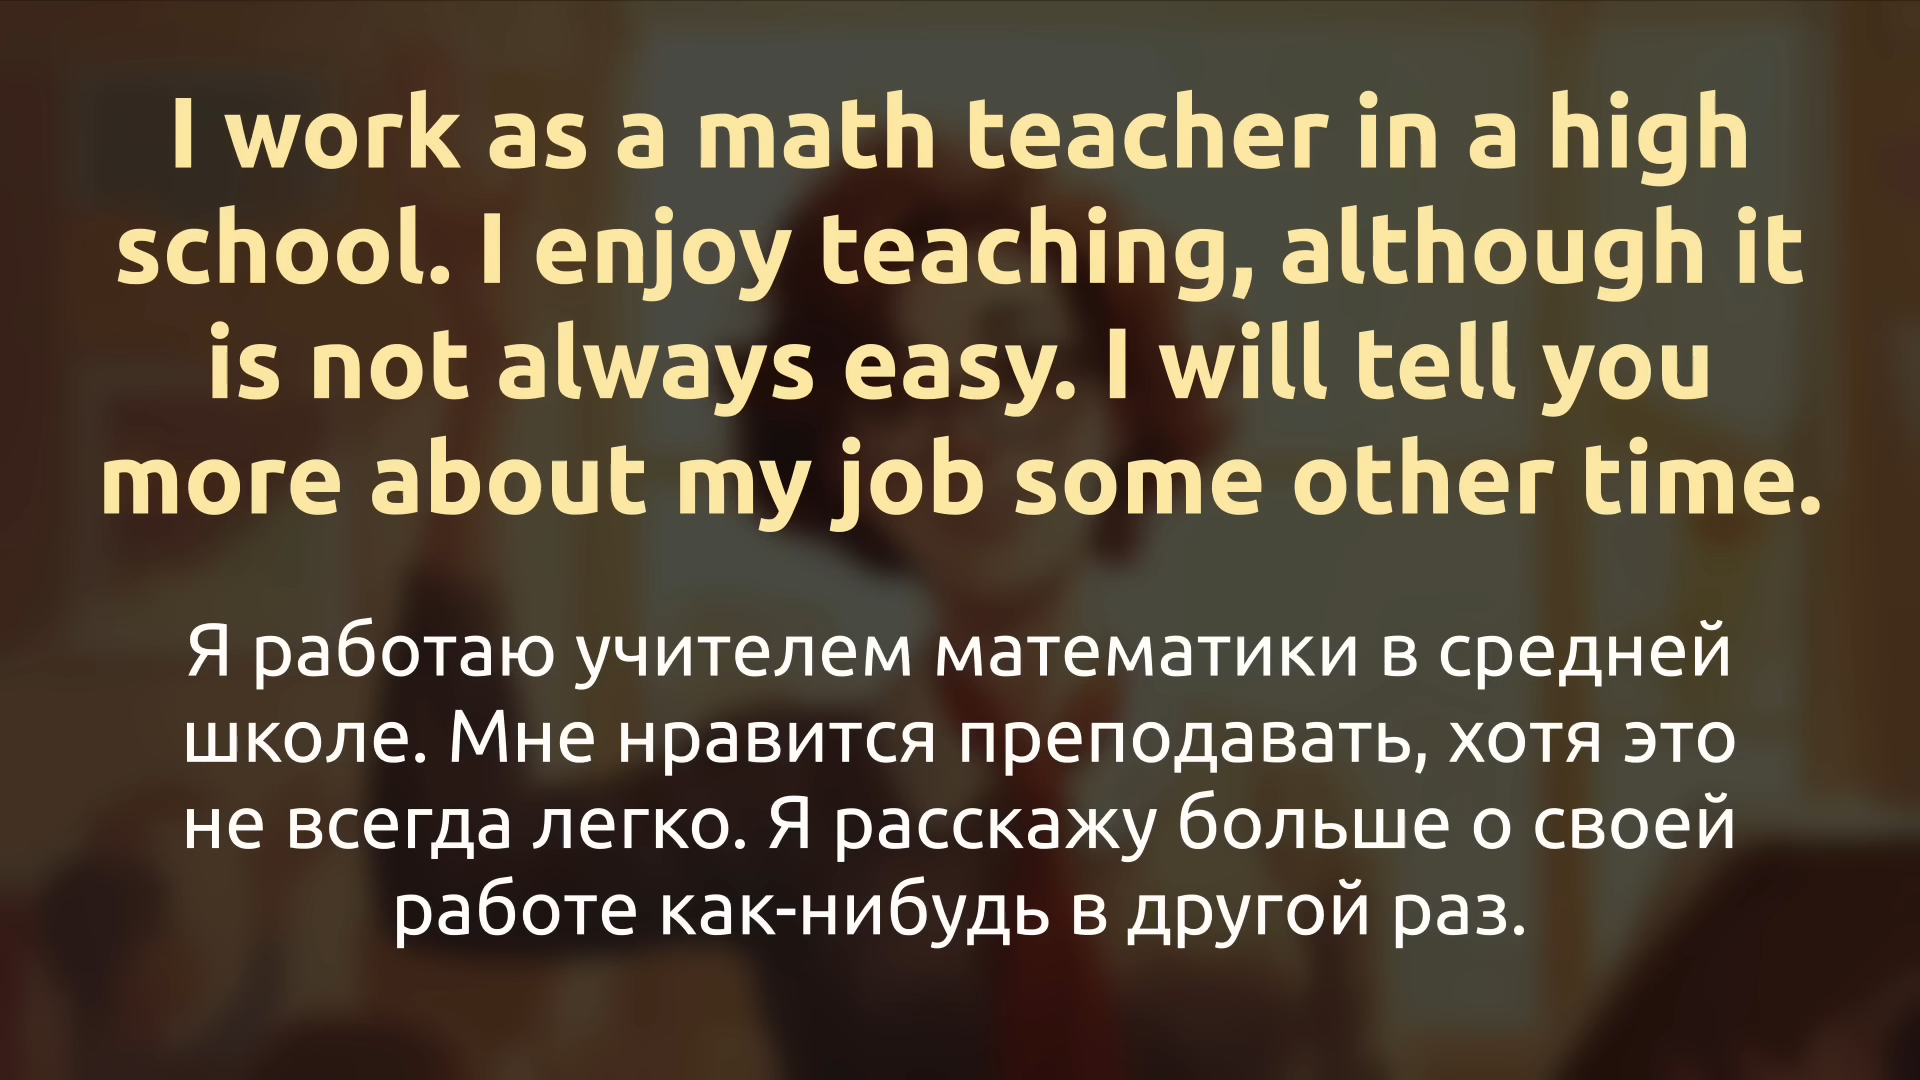 I work as a math teacher in a high
school. I enjoy teaching, although it
is not always easy. I will tell you
more about my job some other time.
Я работаю учителем математики в средней
школе. Мне нравится преподавать, хотя это
не всегда легко. Я расскажу больше о своей
работе как-нибудь в другой раз.